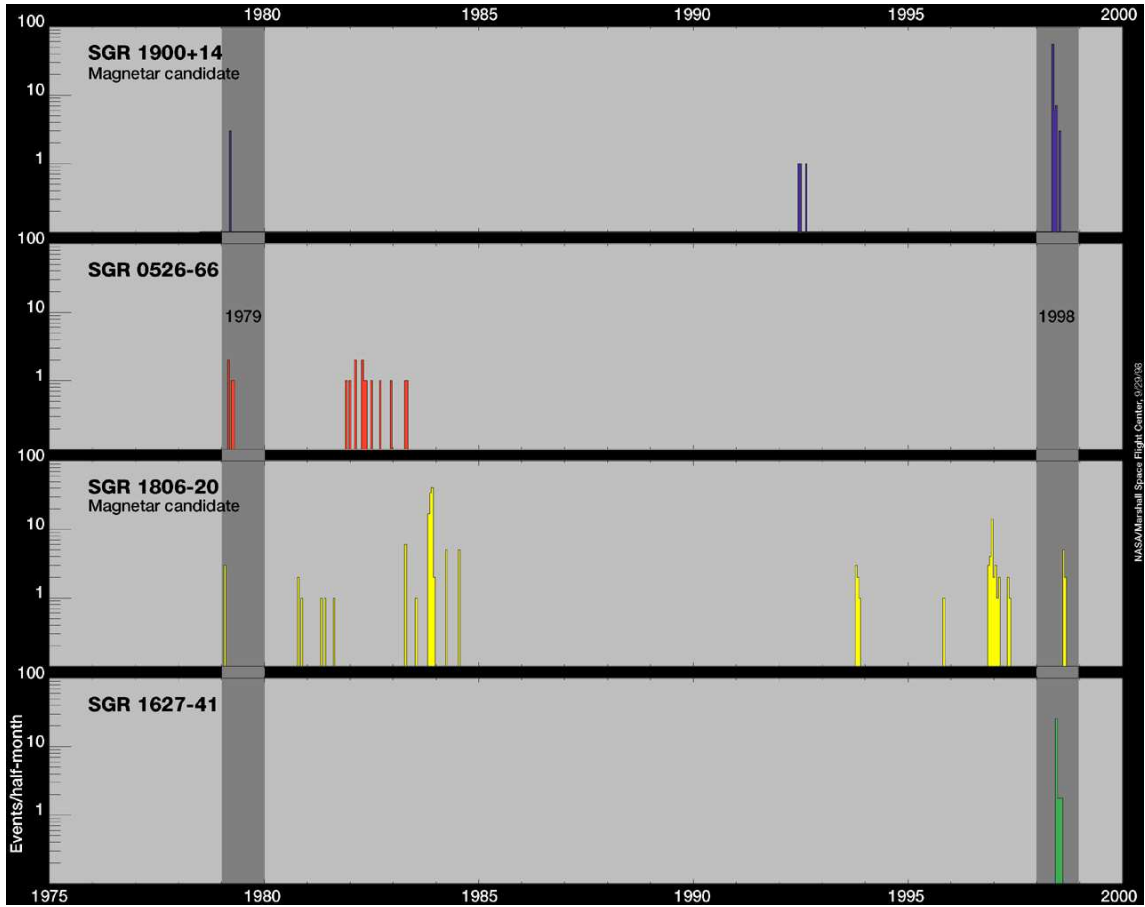 1980 1985 1990 1995 2000
100
SGR 1900+14
Magnetar candidate
10
1
100
SGR 0526-66
10
1979
1998
1
100
SGR 1806-20
Magnetar candidate
10
1
100
SGR 1627-41
10
1
Events/half-month
NASA/Marshall Space Flight Center, 9/29/98
1975 1980 1985 1990 1995 2000